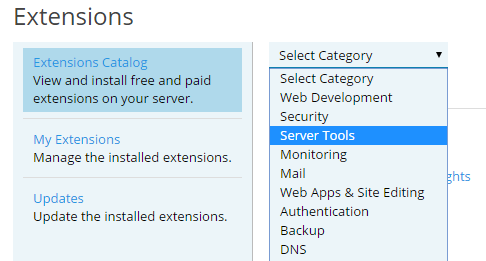 Extensions
Extensions Catalog
View and install free and paid
extensions on your server.
My Extensions
Manage the installed extensions.
Updates
Update the installed extensions.
Select Category
Select Category
Web Development
Security
Server Tools
Monitoring
Mail
Web Apps & Site Editing
Authentication
Backup
DNS
ghts